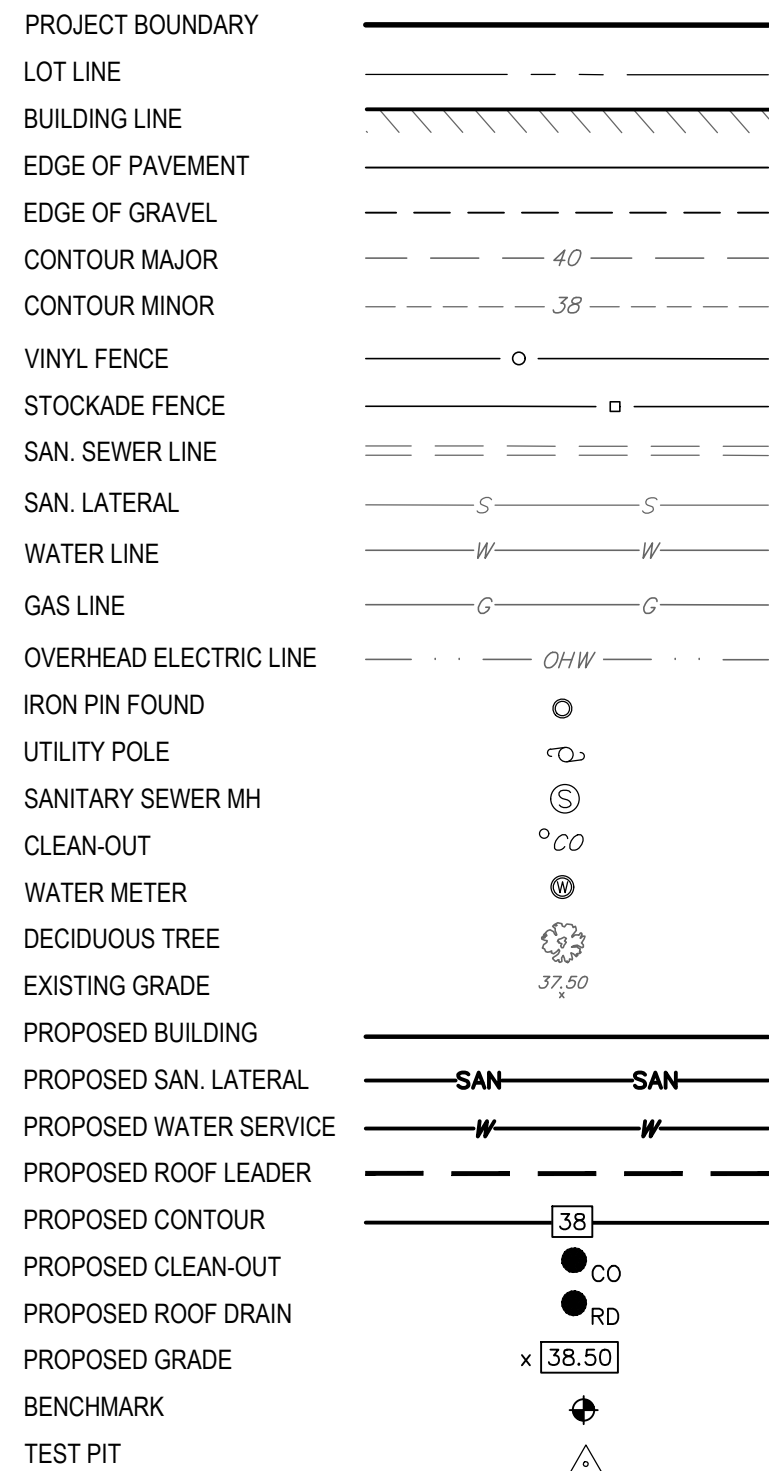 PROJECT BOUNDARY
LOT LINE
BUILDING LINE
EDGE OF PAVEMENT
EDGE OF GRAVEL
CONTOUR MAJOR 40
CONTOUR MINOR 38
VINYL FENCE
STOCKADE FENCE
SAN. SEWER LINE
SAN. LATERAL S S
WATER LINE W W
GAS LINE G G
OVERHEAD ELECTRIC LINE OHW
IRON PIN FOUND
UTILITY POLE
SANITARY SEWER MH S
CLEAN-OUT CO
WATER METER W
DECIDUOUS TREE 4
EXISTING GRADE 37.50 x
PROPOSED BUILDING
PROPOSED SAN. LATERAL SAN SAN
PROPOSED WATER SERVICE W W
PROPOSED ROOF LEADER
PROPOSED CONTOUR 38
PROPOSED CLEAN-OUT CO
PROPOSED ROOF DRAIN RD
PROPOSED GRADE x 38.50
BENCHMARK
TEST PIT